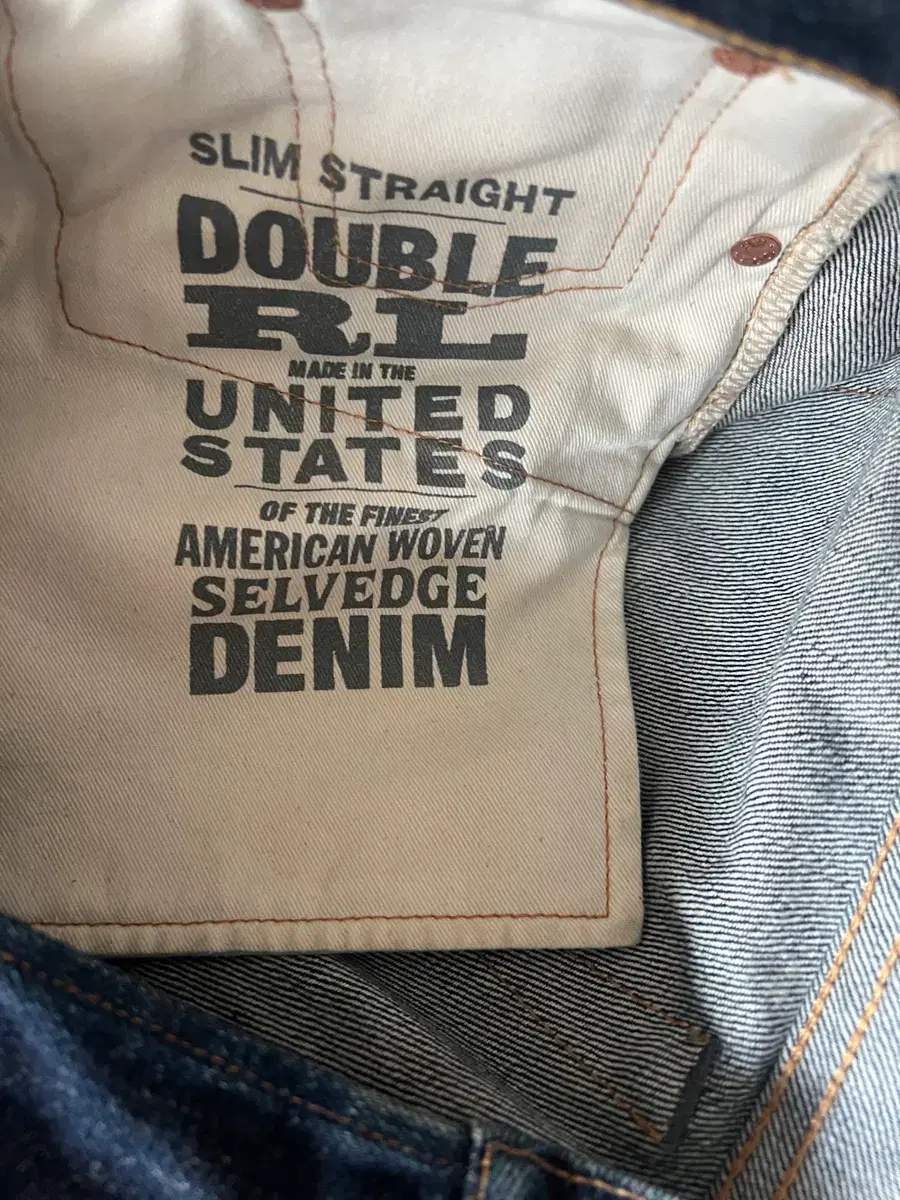 SLIM STRAIGHT
DOUBLE
RL
MADE IN THE
UNITED
STATES
OF THE FINEST
AMERICAN WOVEN
SELVEDGE
DENIM